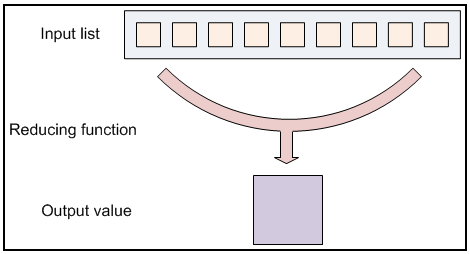 Input list
Reducing function
Output value